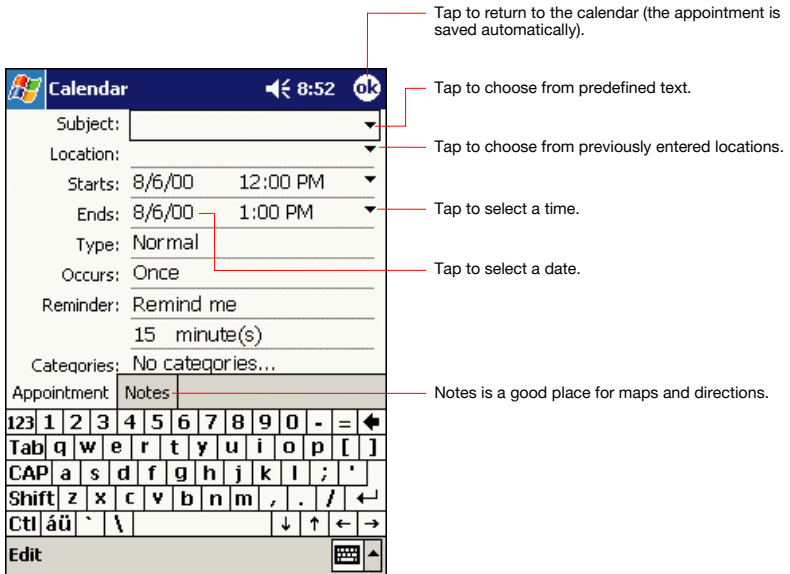 Tap to return to the calendar (the appointment is
saved automatically).
Calendar 8:52 ok
Tap to choose from predefined text.
Subject:
Location:
Tap to choose from previously entered locations.
Starts: 8/6/00 12:00 PM
Ends: 8/6/00 1:00 PM
Tap to select a time.
Type: Normal
Occurs: Once
Tap to select a date.
Reminder: Remind me
15 minute(s)
Categories: No categories...
Appointment Notes
Notes is a good place for maps and directions.
123 1 2 3 4 5 6 7 8 9 0 - =
Tab q w e r t y u i o p [ ]
CAP a s d f g h j k l ; '
Shift z x c v b n m , . /
Ctl áü ` \ ↓ ↑ ← →
Edit